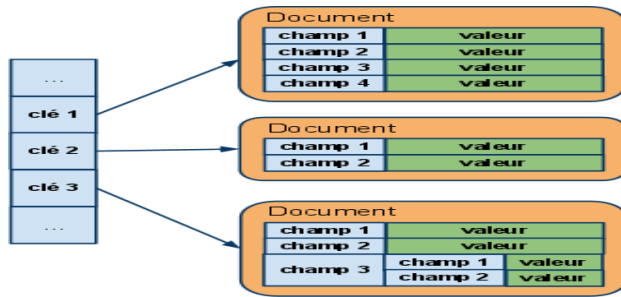 ...
clé 1
clé 2
clé 3
...
Document
champ 1 valeur
champ 2 valeur
champ 3 valeur
champ 4 valeur
Document
champ 1 valeur
champ 2 valeur
Document
champ 1 valeur
champ 2 valeur
champ 3 champ 1 valeur
champ 2 valeur